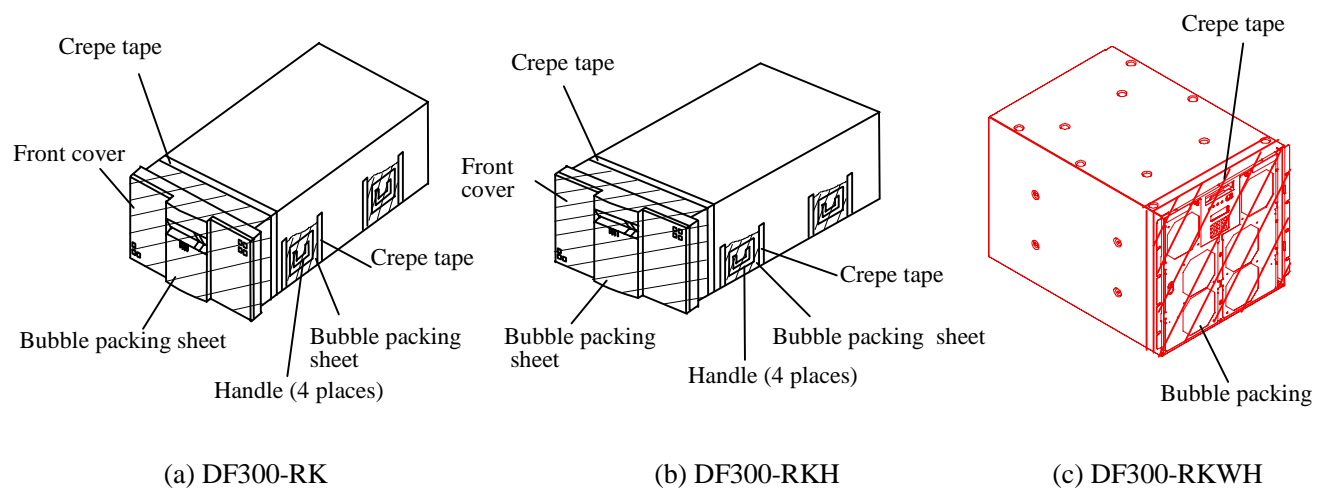 Crepe tape
Front cover
Bubble packing sheet
Crepe tape
Bubble packing
sheet
Handle (4 places)
(a) DF300-RK
Crepe tape
Front
cover
Crepe tape
Bubble packing
sheet
Bubble packing  sheet
Handle (4 places)
(b) DF300-RKH
Crepe tape
Bubble packing
(c) DF300-RKWH